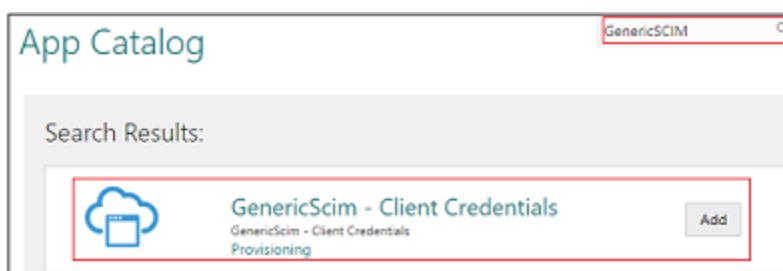 App Catalog
GenericSCIM
Search Results:
GenericScim - Client Credentials
GenericScim - Client Credentials
Provisioning
Add